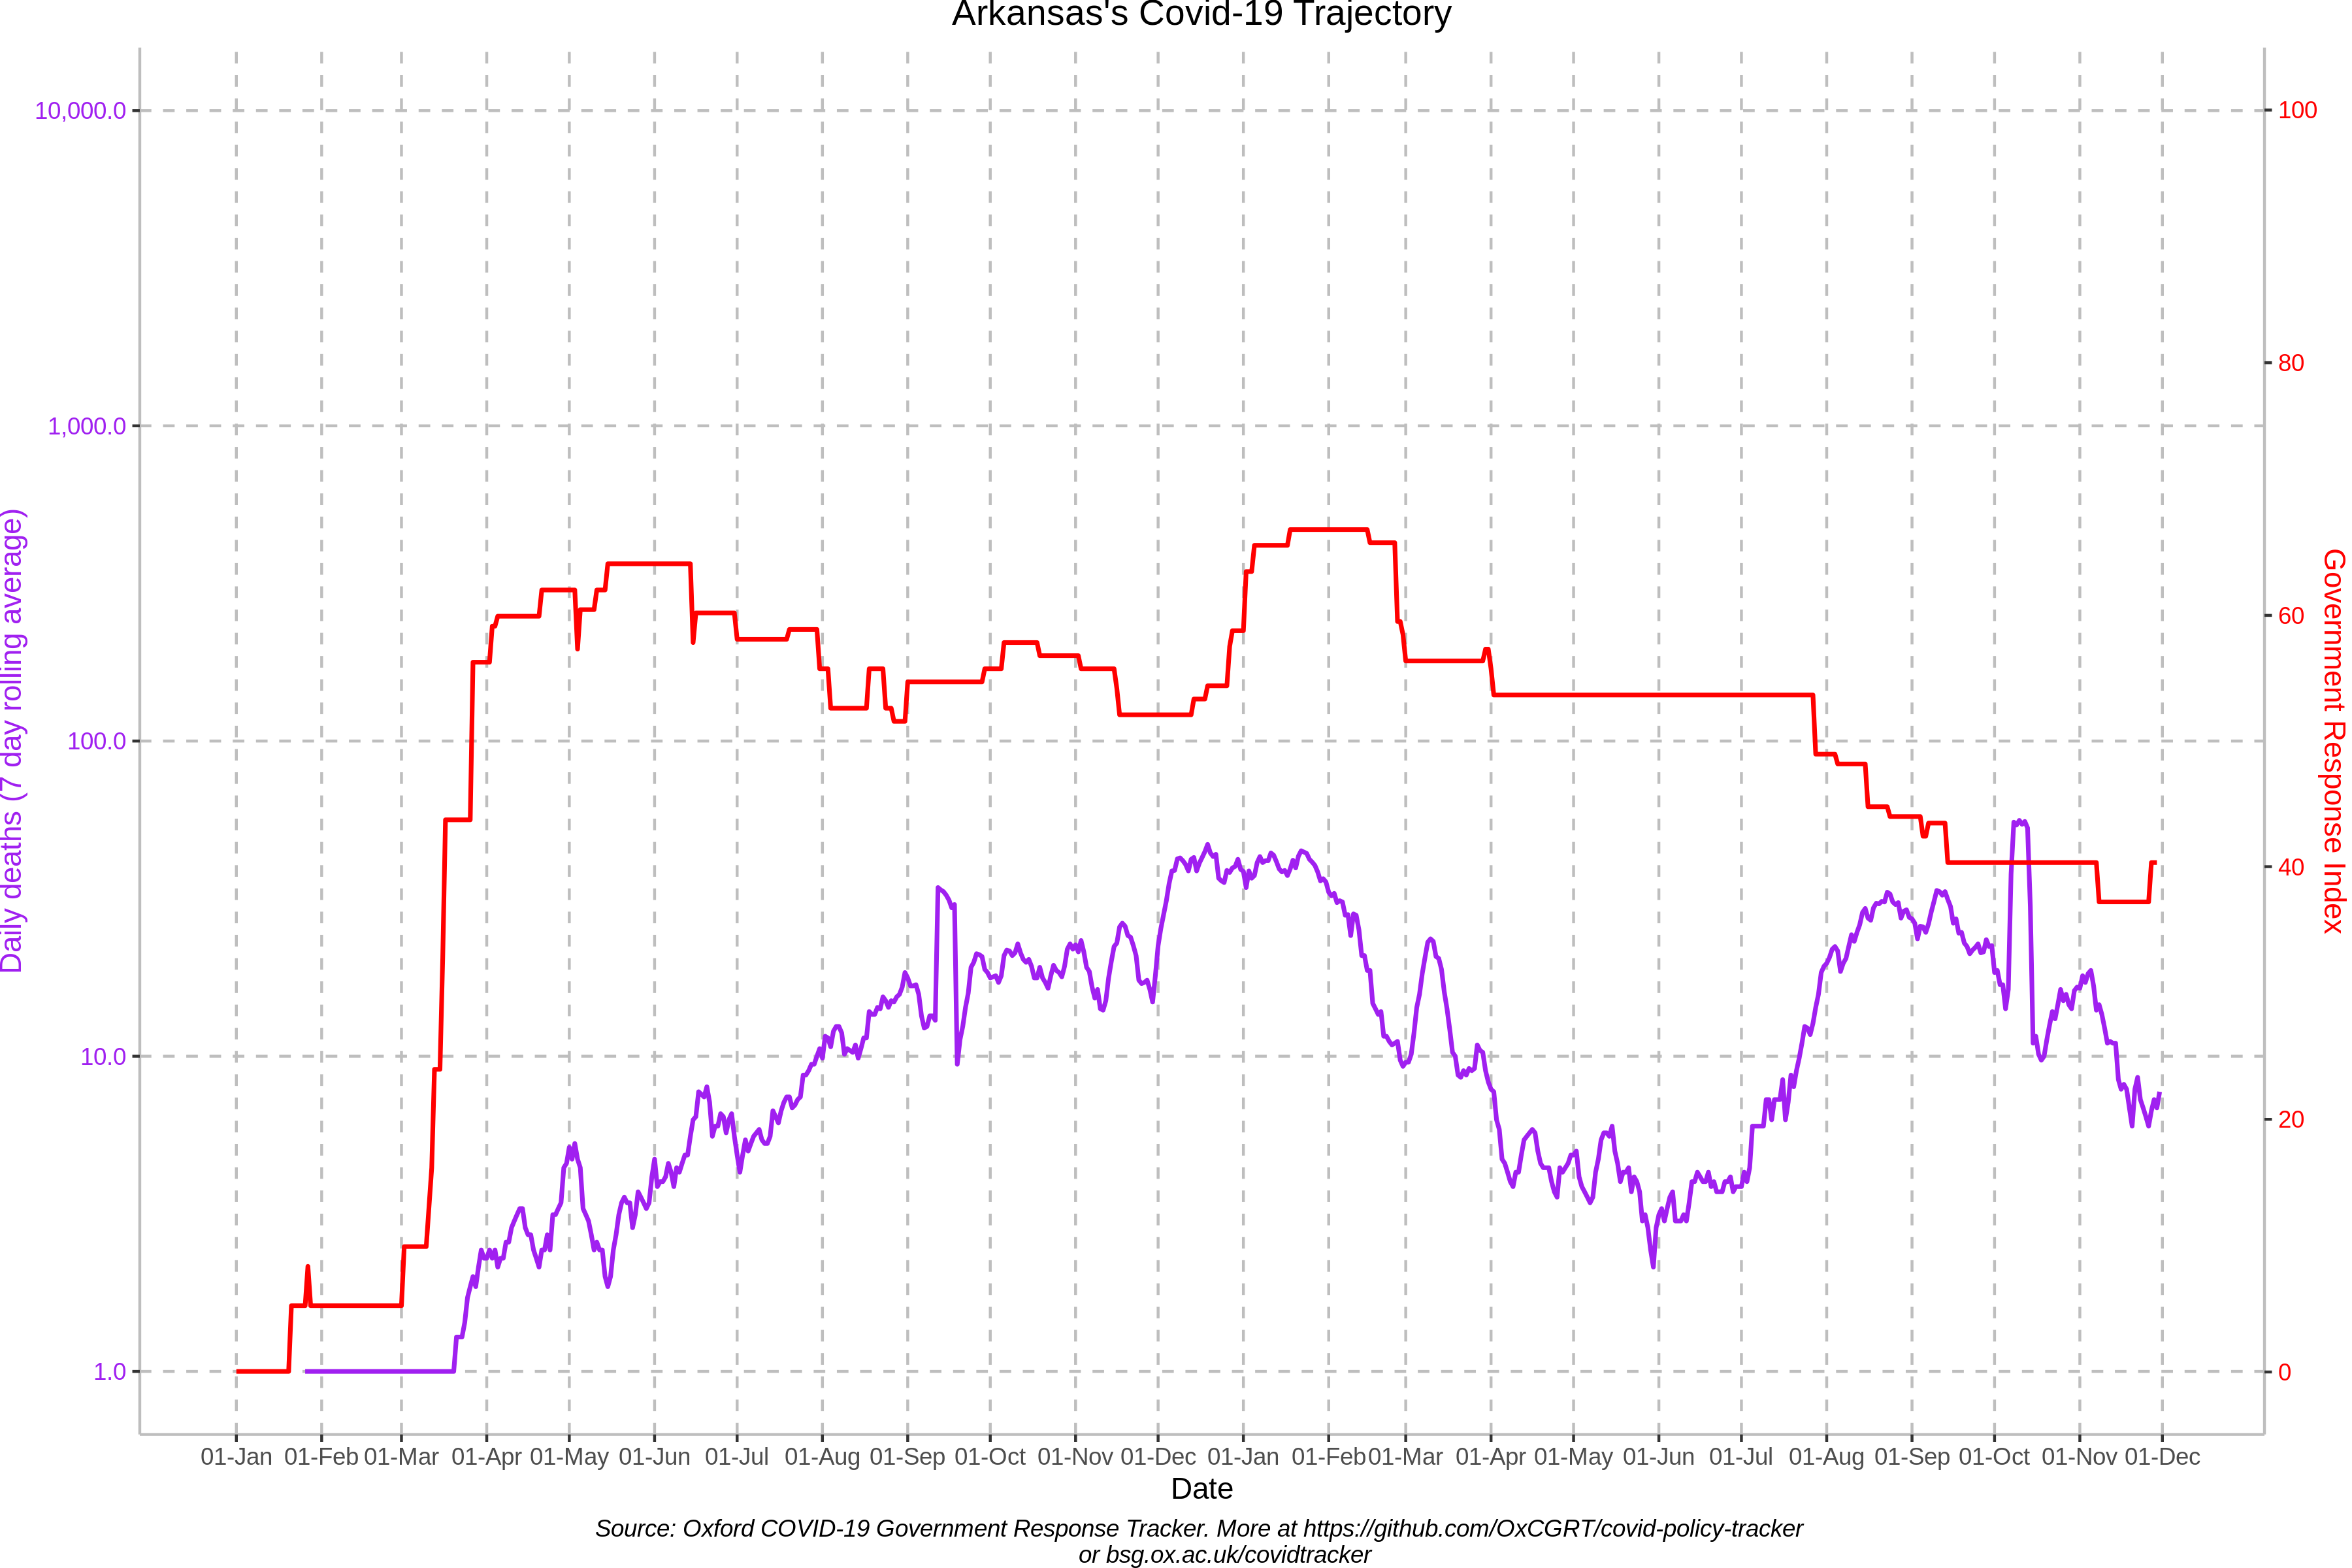 Arkansas's Covid-19 Trajectory
10,000.0
1,000.0
100.0
10.0
1.0
Daily deaths (7 day rolling average)
100
80
60
40
20
0
Government Response Index
01-Jan 01-Feb 01-Mar 01-Apr 01-May 01-Jun 01-Jul 01-Aug 01-Sep 01-Oct 01-Nov 01-Dec 01-Jan 01-Feb 01-Mar 01-Apr 01-May 01-Jun 01-Jul 01-Aug 01-Sep 01-Oct 01-Nov 01-Dec
Date
Source: Oxford COVID-19 Government Response Tracker. More at https://github.com/OxCGRT/covid-policy-tracker
or bsg.ox.ac.uk/covidtracker